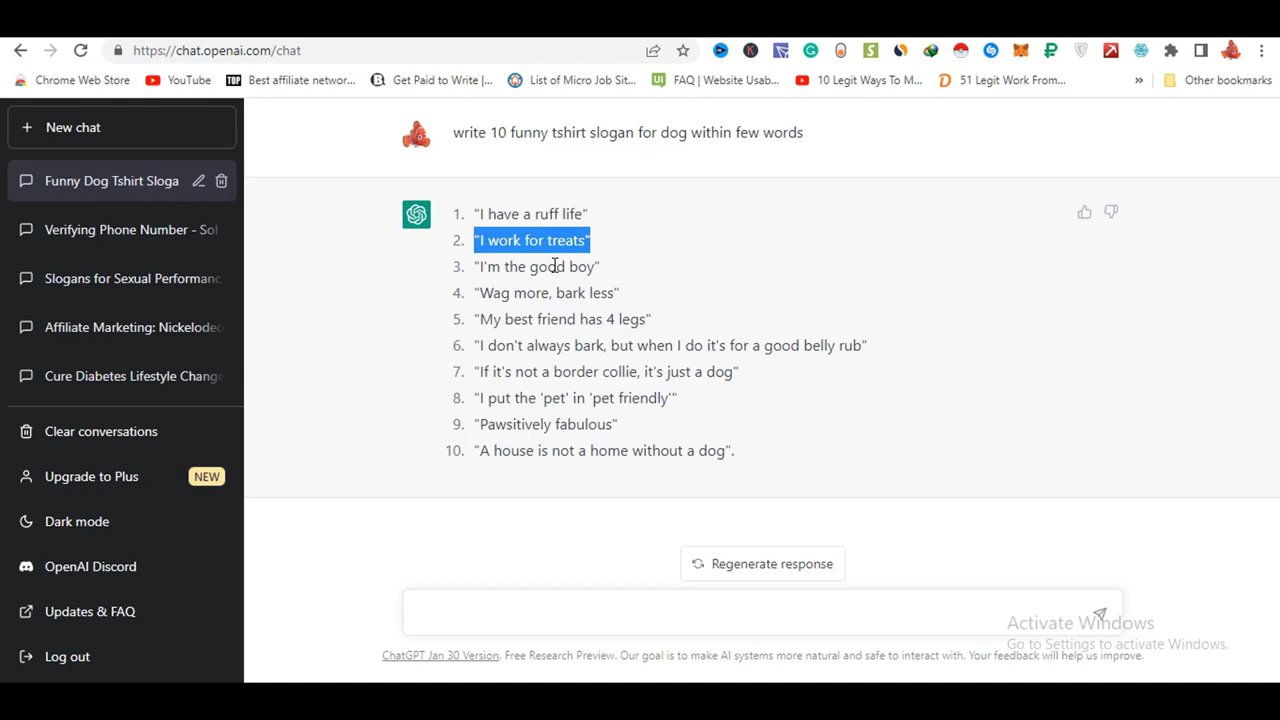 https://chat.openai.com/chat
Chrome Web Store
YouTube
TOP Best affiliate networ...
Get Paid to Write |...
List of Micro Job Sit...
UI FAQ | Website Usab...
10 Legit Ways To M...
51 Legit Work From...
»
Other bookmarks
+ New chat
Funny Dog Tshirt Sloga
Verifying Phone Number - Sol
Slogans for Sexual Performanc
Affiliate Marketing: Nickelodeo
Cure Diabetes Lifestyle Change
Clear conversations
Upgrade to Plus NEW
Dark mode
OpenAI Discord
Updates & FAQ
Log out
write 10 funny tshirt slogan for dog within few words
1. "I have a ruff life"
2. "I work for treats"
3. "I'm the good boy"
4. "Wag more, bark less"
5. "My best friend has 4 legs"
6. "I don't always bark, but when I do it's for a good belly rub"
7. "If it's not a border collie, it's just a dog"
8. "I put the 'pet' in 'pet friendly'"
9. "Pawsitively fabulous"
10. "A house is not a home without a dog".
Regenerate response
Activate Windows
Go to Settings to activate Windows.
ChatGPT Jan 30 Version. Free Research Preview. Our goal is to make AI systems more natural and safe to interact with. Your feedback will help us improve.